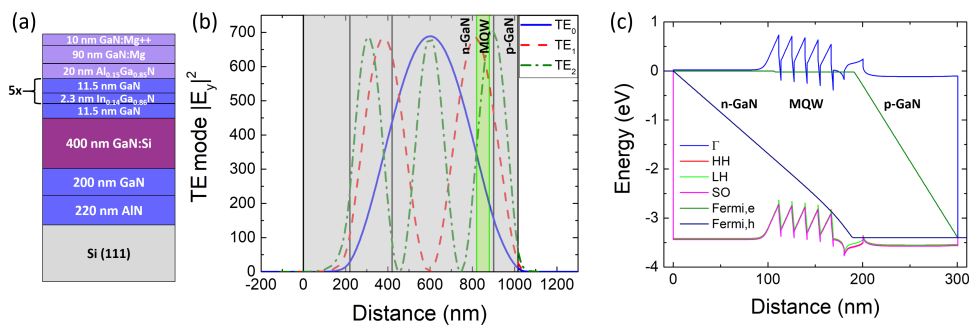 (a)
10 nm GaN:Mg++
90 nm GaN:Mg
20 nm Al0.15Ga0.85N
5x
11.5 nm GaN
2.3 nm In0.14Ga0.86N
11.5 nm GaN
400 nm GaN:Si
200 nm GaN
220 nm AlN
Si (111)
(b)
TE mode |Ey|²
700
600
500
400
300
200
100
0
-200 0 200 400 600 800 1000 1200
Distance (nm)
n-GaN
MQW
p-GaN
TE0
TE1
TE2
(c)
Energy (eV)
1
0
-1
-2
-3
-4
0 100 200 300
Distance (nm)
n-GaN MQW p-GaN
Γ
HH
LH
SO
Fermi,e
Fermi,h